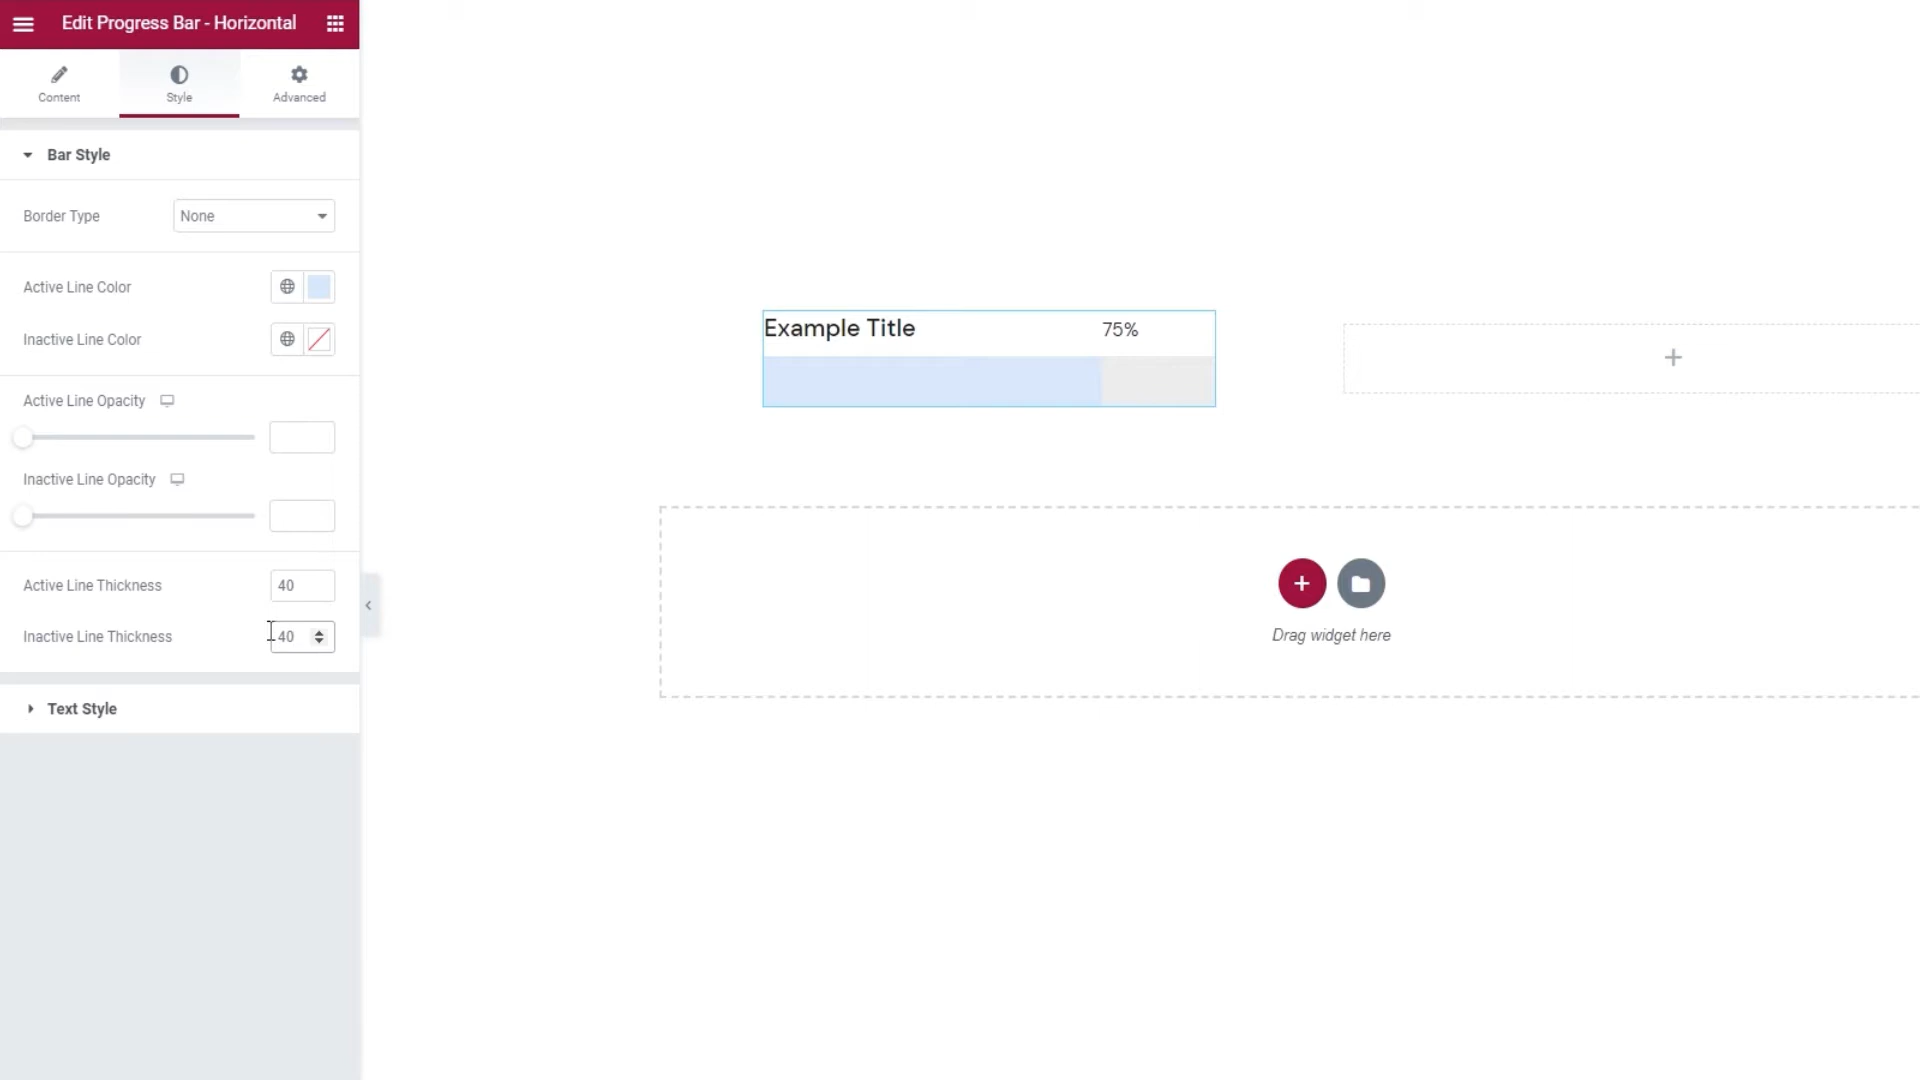 Edit Progress Bar - Horizontal
Content
Style
Advanced
Bar Style
Border Type
None
Active Line Color
Inactive Line Color
Active Line Opacity
Inactive Line Opacity
Active Line Thickness
40
Inactive Line Thickness
40
Text Style
Example Title
75%
Drag widget here